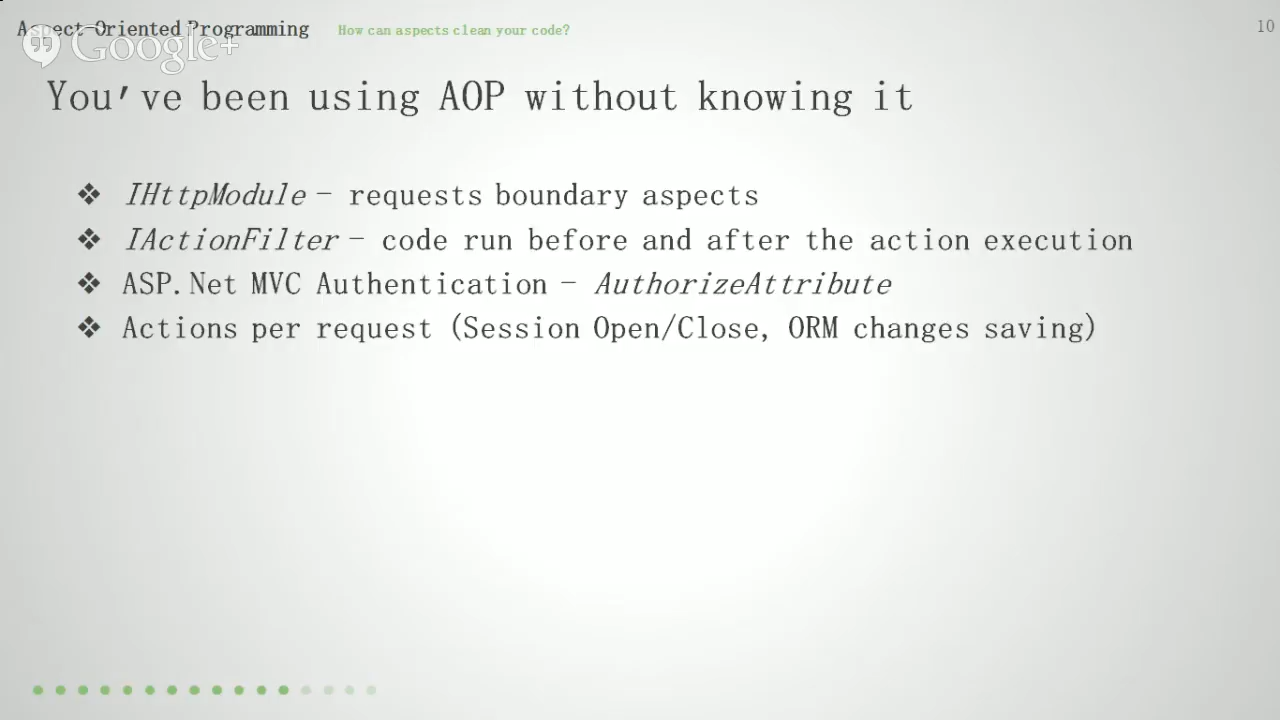 Aspect Oriented Programming How can aspects clean your code? 10
Google+
You've been using AOP without knowing it
❖ IHttpModule – requests boundary aspects
❖ IActionFilter – code run before and after the action execution
❖ ASP.Net MVC Authentication – AuthorizeAttribute
❖ Actions per request (Session Open/Close, ORM changes saving)